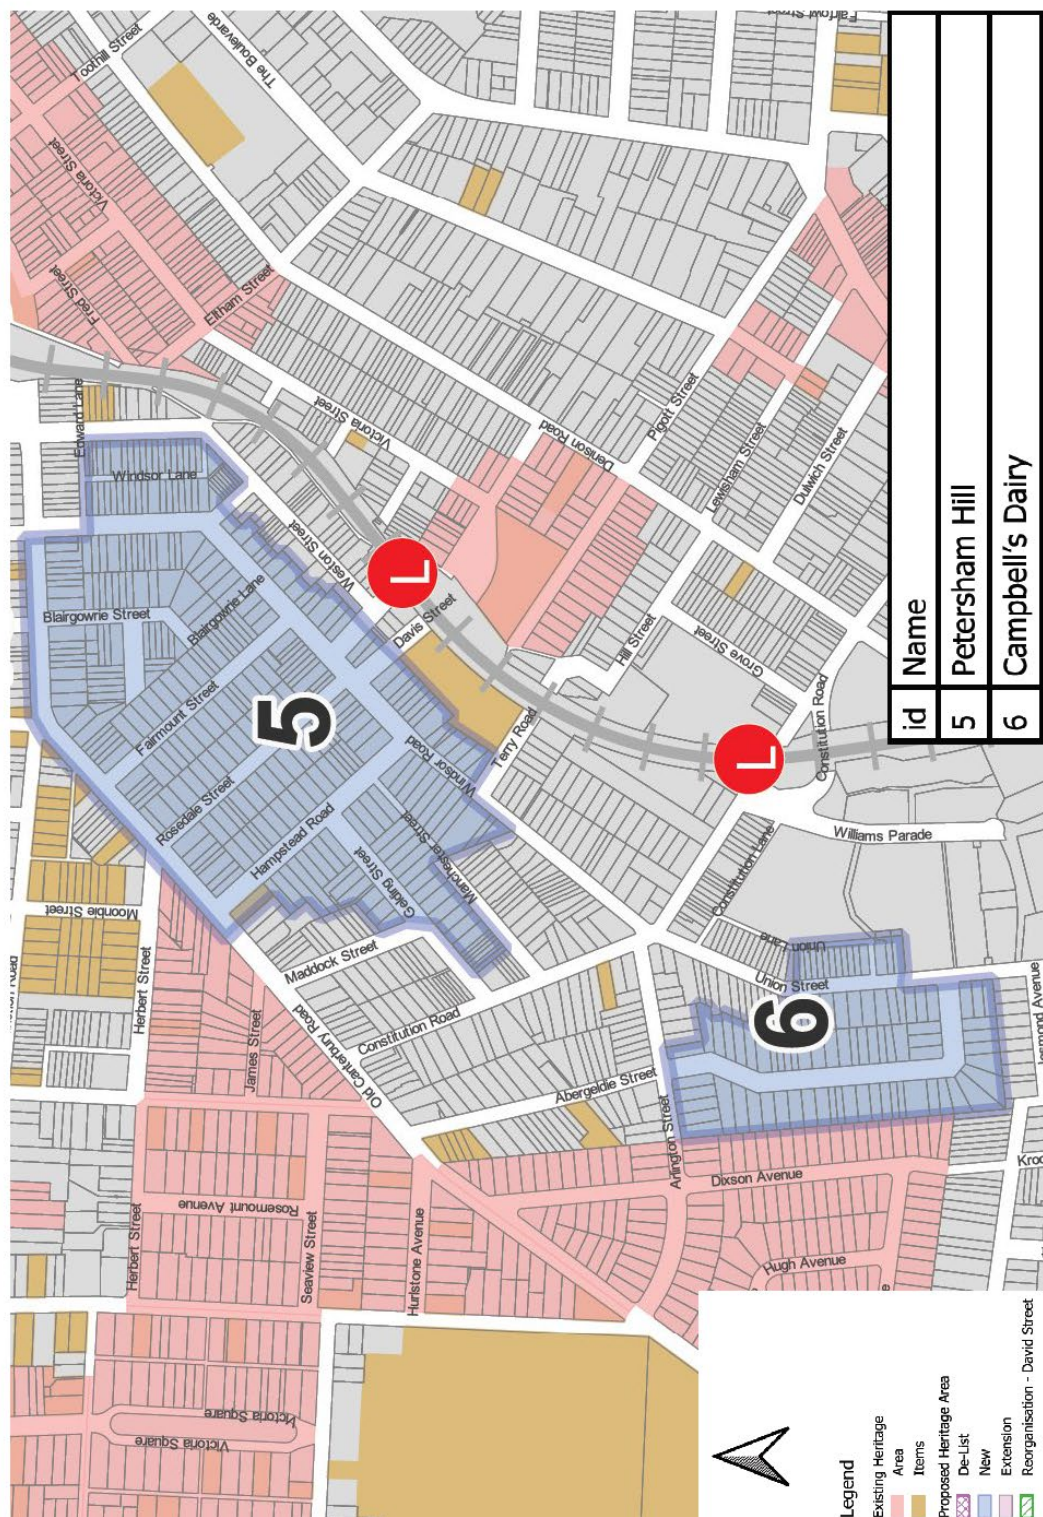 Fairfowl Street
Toothill Street
The Boulevarde
Victoria Street
Fred Street
Eltham Street
Edward Lane
Windsor Lane
Victoria Street
Denison Road
Pigott Street
Lewisham Street
Dulwich Street
Weston Street
Blairgowrie Street
Blairgowrie Lane
Davis Street
L
Hill Street
Grove Street
Fairmount Street
5
Rosedale Street
Windsor Road
Terry Road
L
Constitution Road
Hampstead Road
Gelding Street
Manchester Street
Williams Parade
Constitution Lane
Moonbie Street
Maddock Street
Union Lane
Union Street
6
Herbert Street
James Street
Old Canterbury Road
Constitution Road
Abergeldie Street
Arlington Street
Dixson Avenue
Herbert Street
Rosemount Avenue
Seaview Street
Hurlstone Avenue
Hugh Avenue
Victoria Square
Victoria Square
id Name
5 Petersham Hill
6 Campbell's Dairy
Legend
Existing Heritage
Area
Items
Proposed Heritage Area
De-List
New
Extension
Reorganisation - David Street